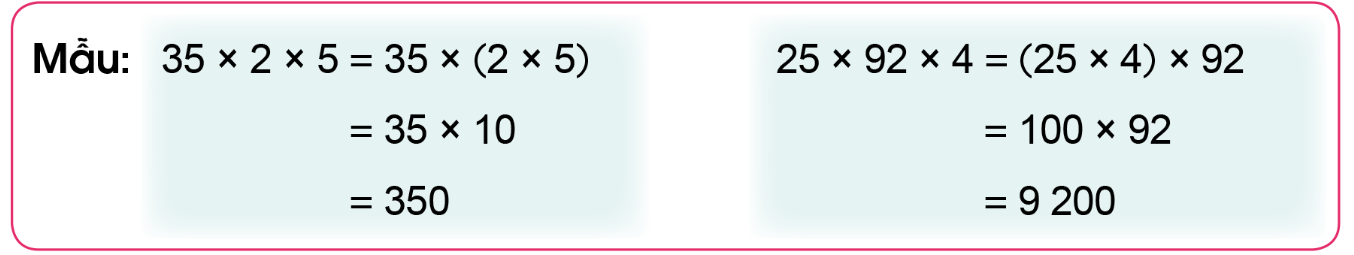 Mẫu: 35 × 2 × 5 = 35 × (2 × 5)
= 35 × 10
= 350
25 × 92 × 4 = (25 × 4) × 92
= 100 × 92
= 9 200